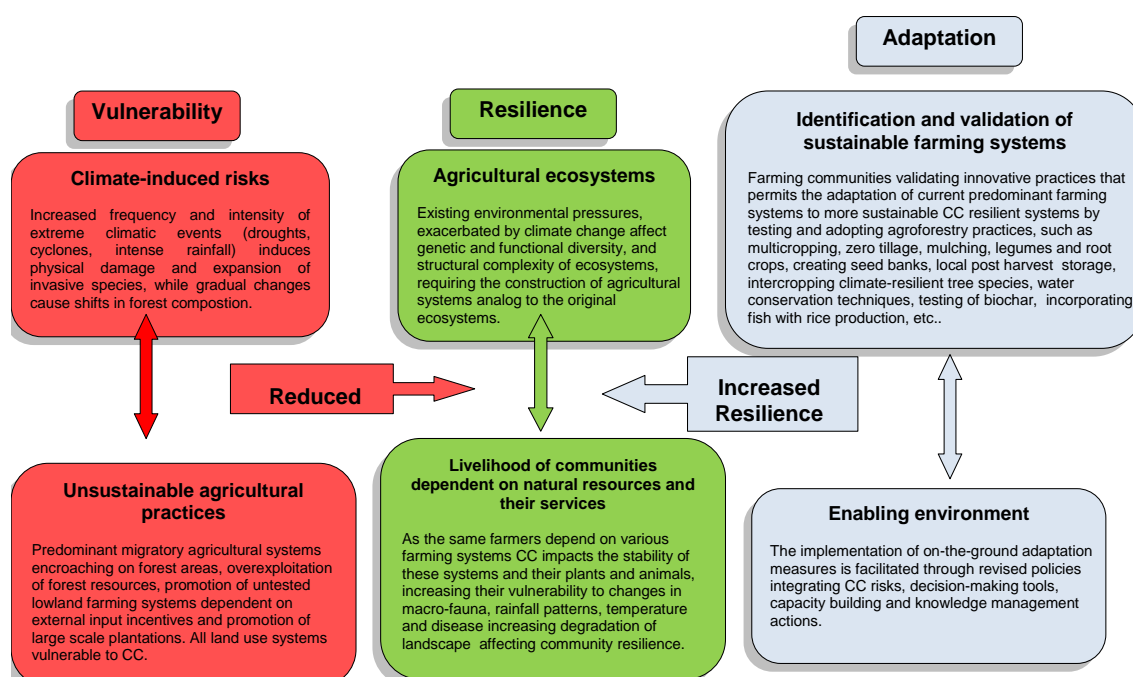 Vulnerability
Climate-induced risks
Increased frequency and intensity of
extreme climatic events (droughts,
cyclones, intense rainfall) induces
physical damage and expansion of
invasive species, while gradual changes
cause shifts in forest compostion.
Reduced
Unsustainable agricultural
practices
Predominant migratory agricultural systems
encroaching on forest areas, overexploitation
of forest resources, promotion of untested
lowland farming systems dependent on
external input incentives and promotion of
large scale plantations. All land use systems
vulnerable to CC.
Resilience
Agricultural ecosystems
Existing environmental pressures,
exacerbated by climate change affect
genetic and functional diversity, and
structural complexity of ecosystems,
requiring the construction of agricultural
systems analog to the original
ecosystems.
Livelihood of communities
dependent on natural resources and
their services
As the same farmers depend on various
farming systems CC impacts the stability of
these systems and their plants and animals,
increasing their vulnerability to changes in
macro-fauna, rainfall patterns, temperature
and disease increasing degradation of
landscape affecting community resilience.
Adaptation
Identification and validation of
sustainable farming systems
Farming communities validating innovative practices that
permits the adaptation of current predominant farming
systems to more sustainable CC resilient systems by
testing and adopting agroforestry practices, such as
multicropping, zero tillage, mulching, legumes and root
crops, creating seed banks, local post harvest storage,
intercropping climate-resilient tree species, water
conservation techniques, testing of biochar, incorporating
fish with rice production, etc..
Increased
Resilience
Enabling environment
The implementation of on-the-ground adaptation
measures is facilitated through revised policies
integrating CC risks, decision-making tools,
capacity building and knowledge management
actions.